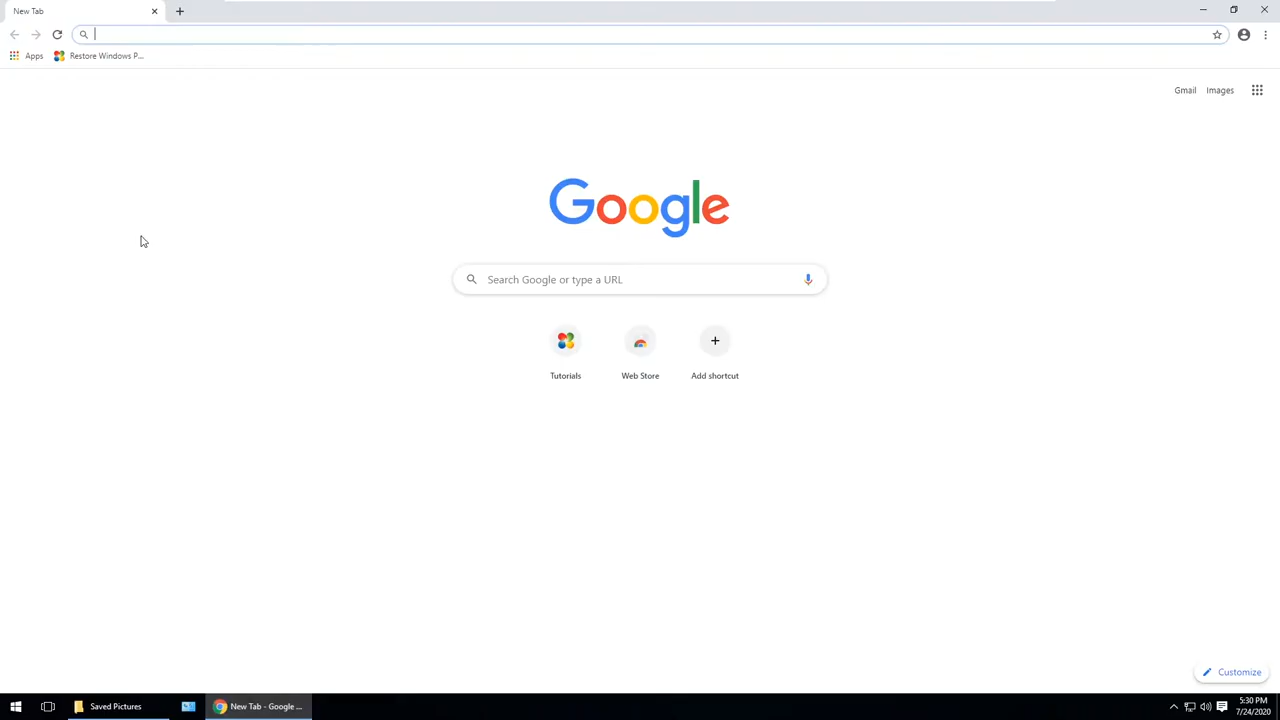 New Tab
Apps
Restore Windows P...
Gmail
Images
Google
Search Google or type a URL
Tutorials
Web Store
Add shortcut
Customize
Saved Pictures
New Tab - Google ...
5:30 PM
7/24/2020